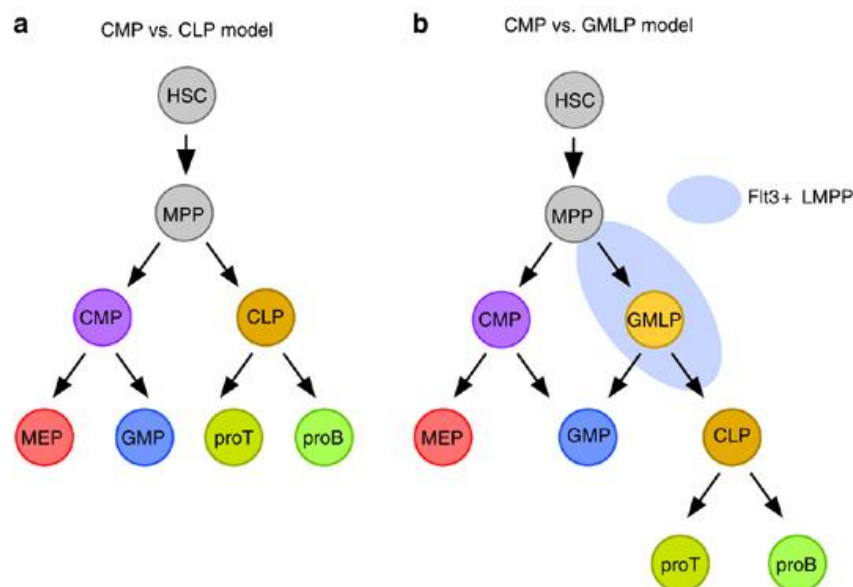 a
CMP vs. CLP model
HSC
MPP
CMP
CLP
MEP
GMP
proT
proB
b
CMP vs. GMLP model
HSC
Flt3+ LMPP
MPP
CMP
GMLP
MEP
GMP
CLP
proT
proB